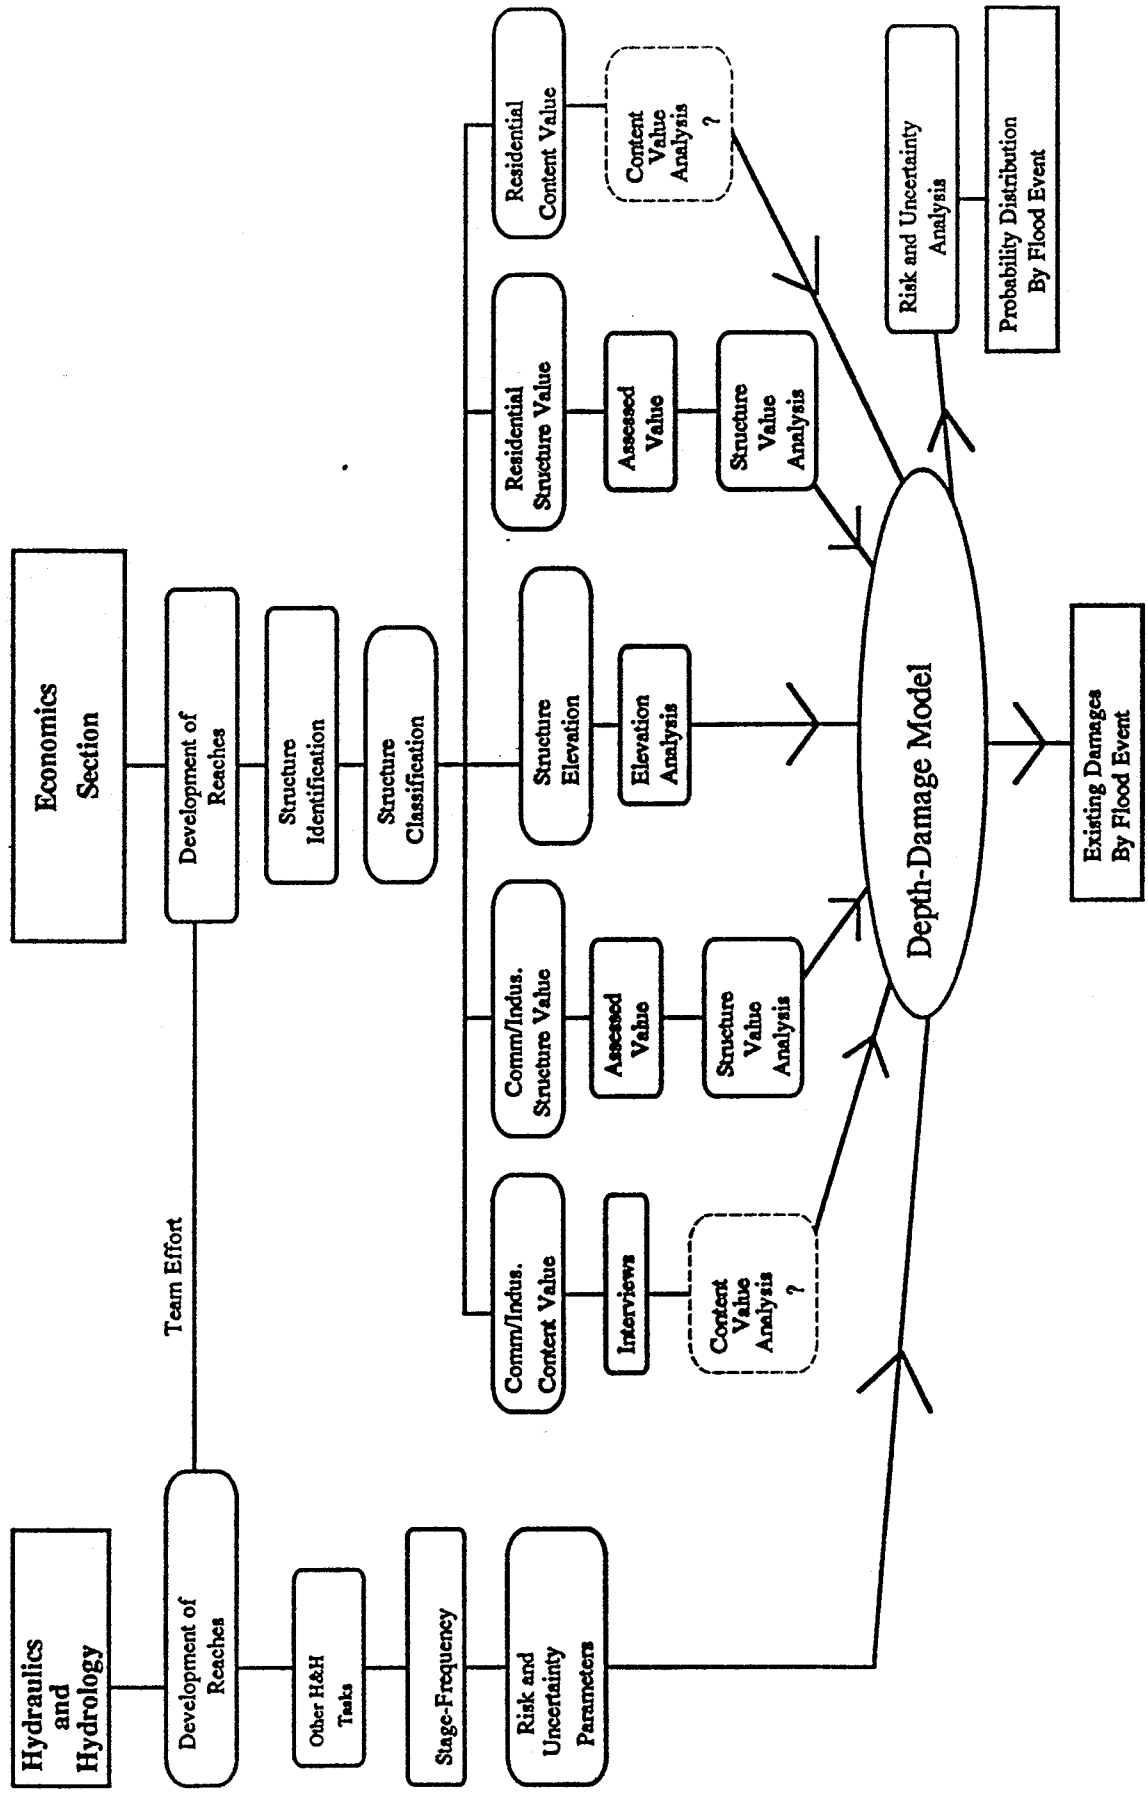 Hydraulics
and
Hydrology
Economics
Section
Development of
Reaches
Team Effort
Development of
Reaches
Other H&H
Tasks
Structure
Identification
Stage-Frequency
Structure
Classification
Risk and
Uncertainty
Parameters
Comm/Indus.
Content Value
Comm/Indus.
Structure Value
Structure
Elevation
Residential
Structure Value
Residential
Content Value
Interviews
Assessed
Value
Elevation
Analysis
Assessed
Value
Content
Value
Analysis
?
Content
Value
Analysis
?
Structure
Value
Analysis
Structure
Value
Analysis
Depth-Damage Model
Risk and Uncertainty
Analysis
Existing Damages
By Flood Event
Probability Distribution
By Flood Event